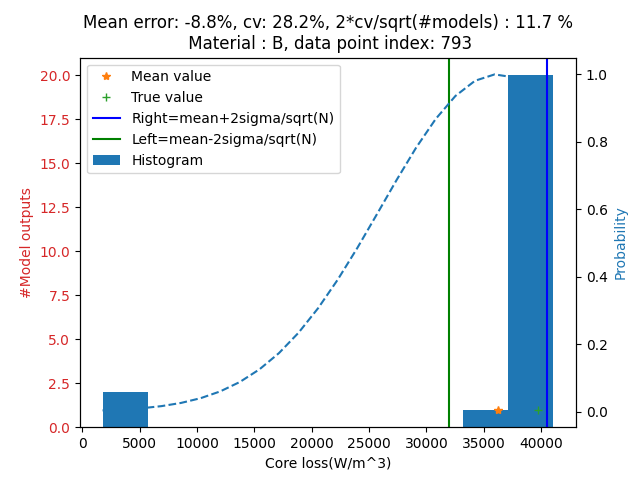 Mean error: -8.8%, cv: 28.2%, 2*cv/sqrt(#models) : 11.7 %
Material : B, data point index: 793
Mean value
True value
Right=mean+2sigma/sqrt(N)
Left=mean-2sigma/sqrt(N)
Histogram
#Model outputs
20.0
17.5
15.0
12.5
10.0
7.5
5.0
2.5
0.0
1.0
0.8
0.6
0.4
0.2
0.0
Probability
0
5000
10000
15000
20000
25000
30000
35000
40000
Core loss(W/m^3)